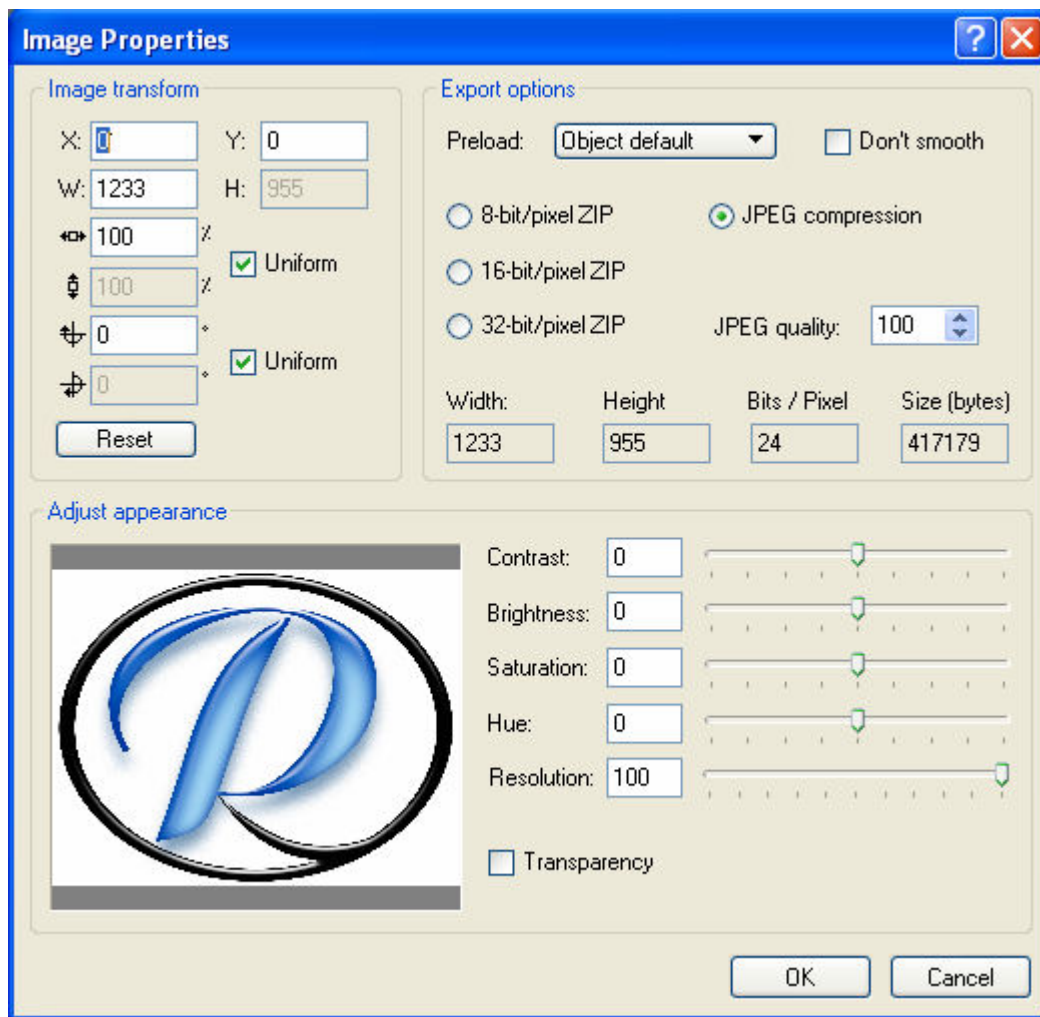 Image Properties
Image transform
X: 0 Y: 0
W: 1233 H: 955
100 %
Uniform
100 %
0 °
Uniform
0 °
Reset
Export options
Preload: Object default Don't smooth
8-bit/pixel ZIP JPEG compression
16-bit/pixel ZIP
32-bit/pixel ZIP JPEG quality: 100
Width: Height Bits / Pixel Size (bytes)
1233 955 24 417179
Adjust appearance
R
Contrast: 0
Brightness: 0
Saturation: 0
Hue: 0
Resolution: 100
Transparency
OK Cancel